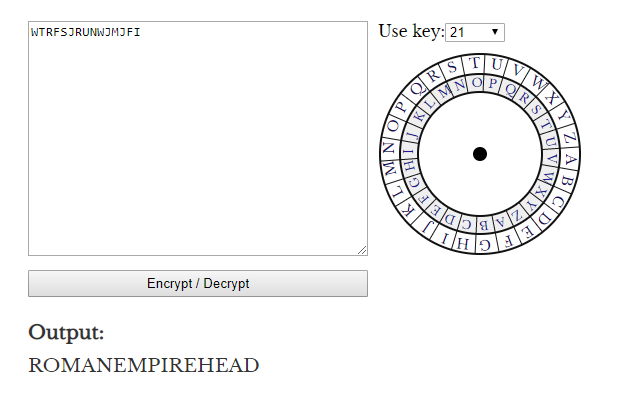 WTRFSJRUNWJMJFI
Use key: 21
A B C D E F G H I J K L M N O P Q R S T U V W X Y Z
V W X Y Z A B C D E F G H I J K L M N O P Q R S T U
Encrypt / Decrypt
Output:
ROMANEMPIREHEAD